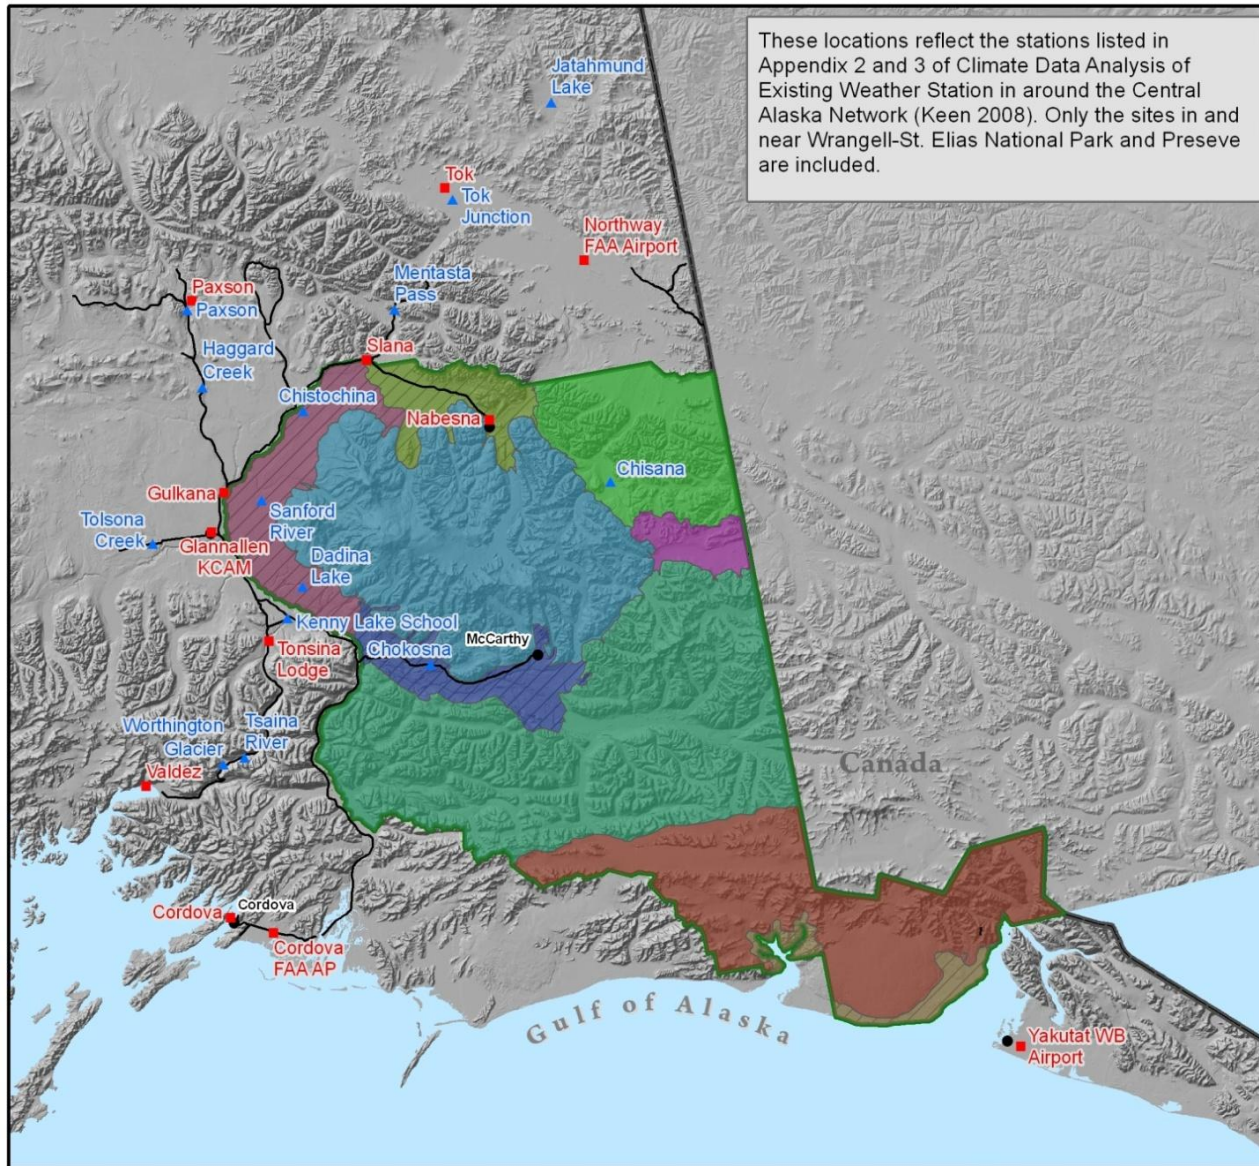 These locations reflect the stations listed in
Appendix 2 and 3 of Climate Data Analysis of
Existing Weather Station in around the Central
Alaska Network (Keen 2008). Only the sites in and
near Wrangell-St. Elias National Park and Preseve
are included.
Jatahmund
Lake
Tok
Tok
Junction
Northway
FAA Airport
Mentasta
Pass
Paxson
Paxson
Haggard
Creek
Slana
Chistochina
Nabesna
Chisana
Gulkana
Sanford
River
Tolsona
Creek
Glannallen
KCAM
Dadina
Lake
Kenny Lake School
Tonsina
Lodge
Chokosna
McCarthy
Worthington
Glacier
Tsaina
River
Valdez
Canada
Cordova
Cordova
Cordova
FAA AP
Gulf of Alaska
Yakutat WB
Airport